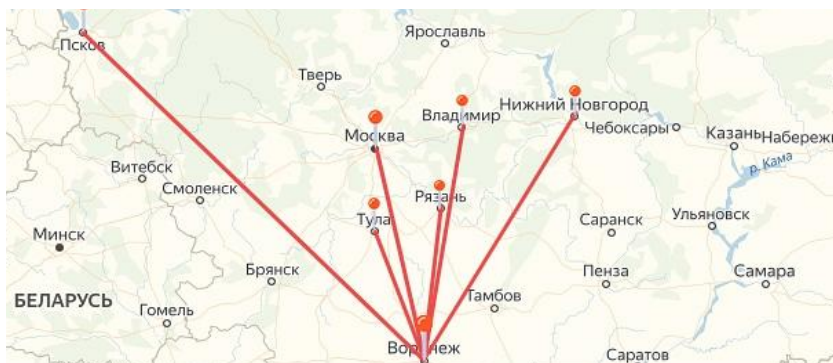 Ярославль
Псков
Тверь
Нижний Новгород
Владимир
Москва
Чебоксары
Казань
Набереж
р. Кама
Витебск
Смоленск
Рязань
Тула
Саранск
Ульяновск
Минск
Брянск
Пенза
Самара
Тамбов
БЕЛАРУСЬ
Гомель
Воронеж
Саратов